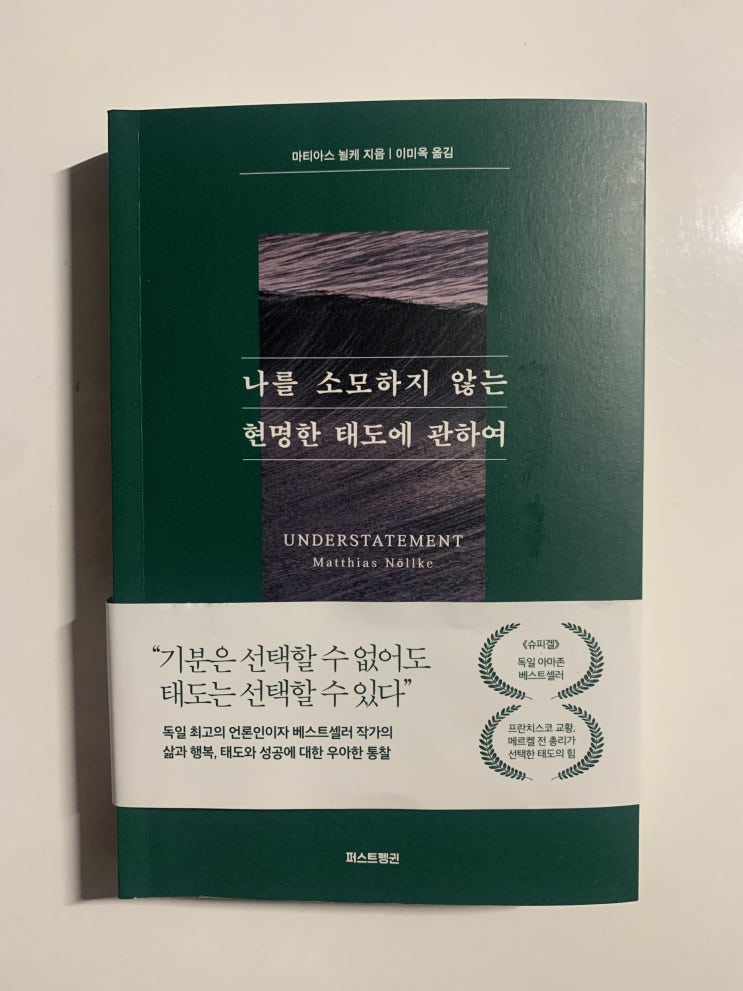 마티아스 뇔케 지음 | 이미옥 옮김
나를 소모하지 않는
현명한 태도에 관하여
UNDERSTATEMENT
Matthias Nöllke
“기분은 선택할 수 없어도
태도는 선택할 수 있다”
독일 최고의 언론인이자 베스트셀러 작가의
삶과 행복, 태도와 성공에 대한 우아한 통찰
《슈피겔》
·
독일 아마존
베스트셀러
프란치스코 교황,
메르켈 전 총리가
선택한 태도의 힘
퍼스트펭귄